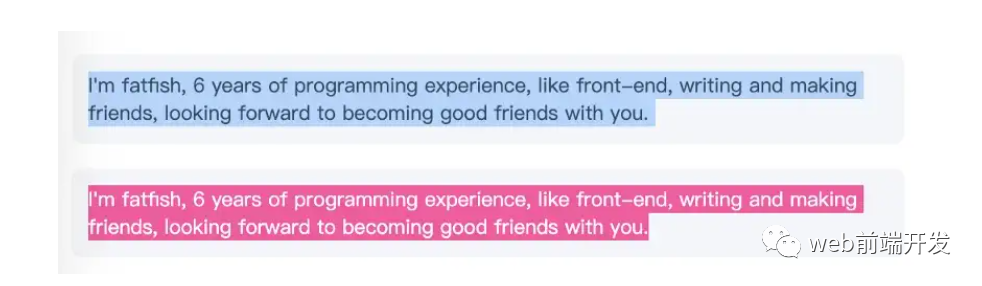 I'm fatfish, 6 years of programming experience, like front-end, writing and making
friends, looking forward to becoming good friends with you.
I'm fatfish, 6 years of programming experience, like front-end, writing and making
friends, looking forward to becoming good friends with you.
web前端开发